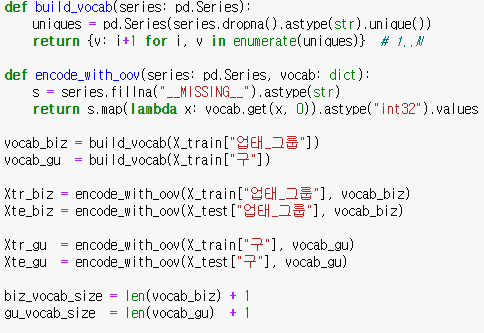 def build_vocab(series: pd.Series):
    uniques = pd.Series(series.dropna().astype(str).unique())
    return {v: i+1 for i, v in enumerate(uniques)}  # 1..N

def encode_with_oov(series: pd.Series, vocab: dict):
    s = series.fillna("__MISSING__").astype(str)
    return s.map(lambda x: vocab.get(x, 0)).astype("int32").values

vocab_biz = build_vocab(X_train["업태_그룹"])
vocab_gu  = build_vocab(X_train["구"])

Xtr_biz = encode_with_oov(X_train["업태_그룹"], vocab_biz)
Xte_biz = encode_with_oov(X_test["업태_그룹"], vocab_biz)

Xtr_gu  = encode_with_oov(X_train["구"], vocab_gu)
Xte_gu  = encode_with_oov(X_test["구"], vocab_gu)

biz_vocab_size = len(vocab_biz) + 1
gu_vocab_size  = len(vocab_gu)  + 1